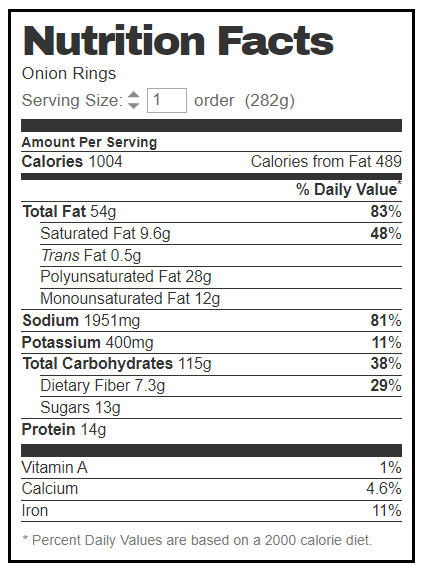 Nutrition Facts
Onion Rings
Serving Size: 1 order (282g)
Amount Per Serving
Calories 1004 Calories from Fat 489
% Daily Value*
Total Fat 54g 83%
Saturated Fat 9.6g 48%
Trans Fat 0.5g
Polyunsaturated Fat 28g
Monounsaturated Fat 12g
Sodium 1951mg 81%
Potassium 400mg 11%
Total Carbohydrates 115g 38%
Dietary Fiber 7.3g 29%
Sugars 13g
Protein 14g
Vitamin A 1%
Calcium 4.6%
Iron 11%
* Percent Daily Values are based on a 2000 calorie diet.